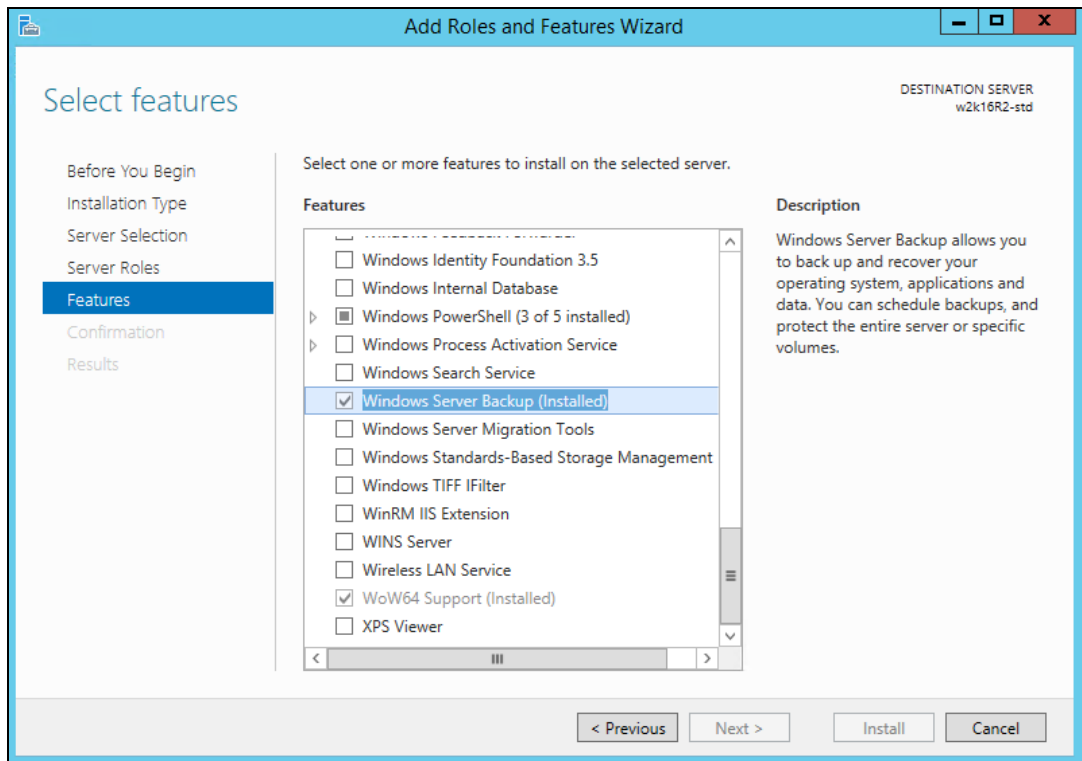 Add Roles and Features Wizard
Select features
DESTINATION SERVER
w2k16R2-std
Before You Begin
Installation Type
Server Selection
Server Roles
Features
Confirmation
Results
Select one or more features to install on the selected server.
Features
Windows Identity Foundation 3.5
Windows Internal Database
Windows PowerShell (3 of 5 installed)
Windows Process Activation Service
Windows Search Service
Windows Server Backup (Installed)
Windows Server Migration Tools
Windows Standards-Based Storage Management
Windows TIFF IFilter
WinRM IIS Extension
WINS Server
Wireless LAN Service
WoW64 Support (Installed)
XPS Viewer
Description
Windows Server Backup allows you
to back up and recover your
operating system, applications and
data. You can schedule backups, and
protect the entire server or specific
volumes.
< Previous
Next >
Install
Cancel